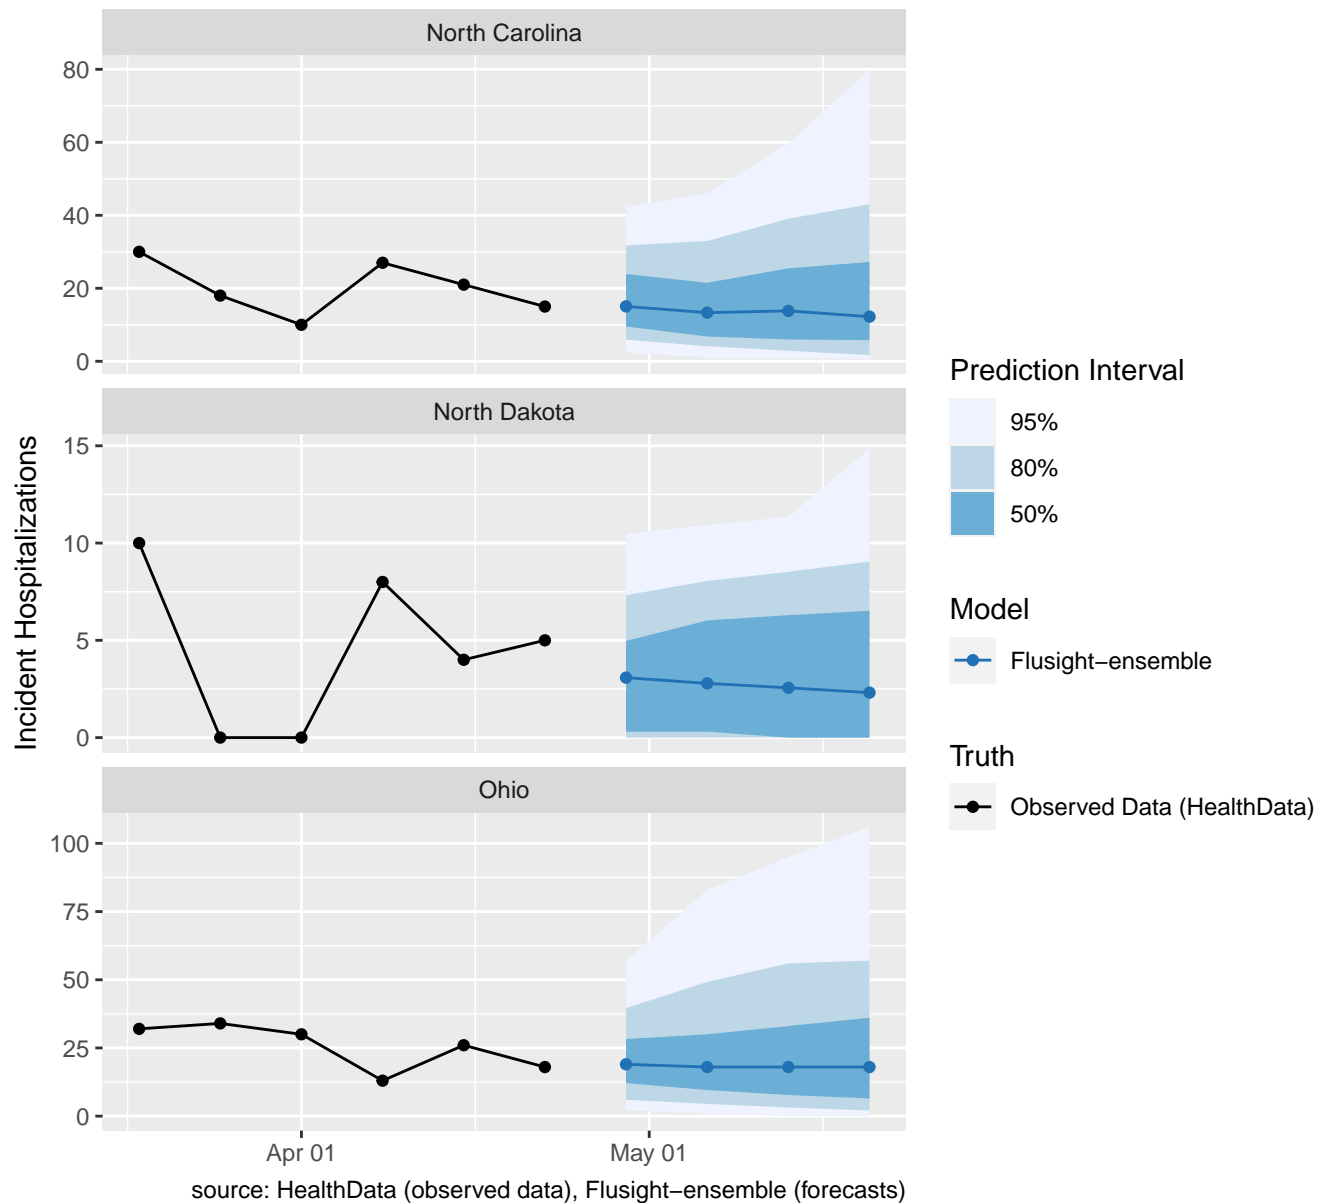 North Carolina
80
60
40
20
0
North Dakota
15
10
5
0
Ohio
100
75
50
25
0
Incident Hospitalizations
Apr 01
May 01
source: HealthData (observed data), Flusight−ensemble (forecasts)
Prediction Interval
95%
80%
50%
Model
Flusight−ensemble
Truth
Observed Data (HealthData)